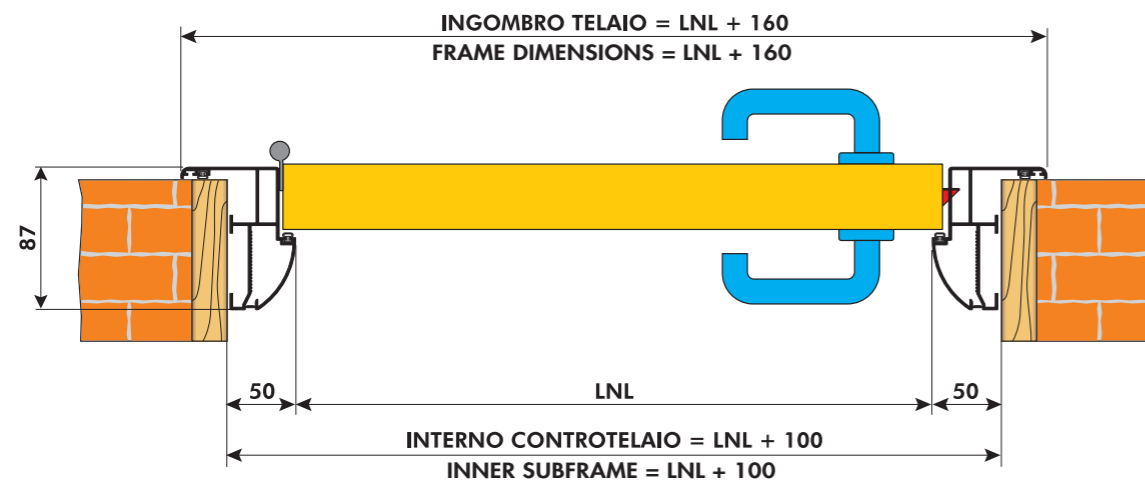 INGOMBRO TELAIO = LNL + 160
FRAME DIMENSIONS = LNL + 160
87
50
LNL
50
INTERNO CONTROTELAIO = LNL + 100
INNER SUBFRAME = LNL + 100